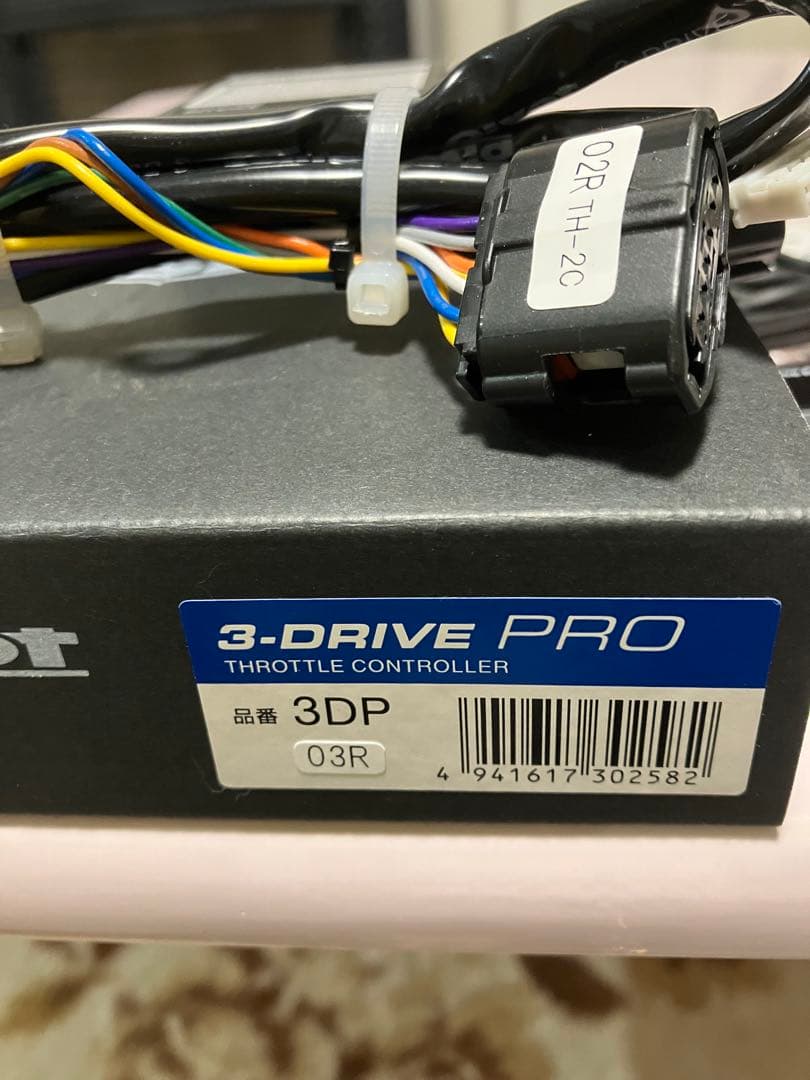 02R TH-2C
3-DRIVE PRO
THROTTLE CONTROLLER
品番 3DP
03R
4 941617 302582